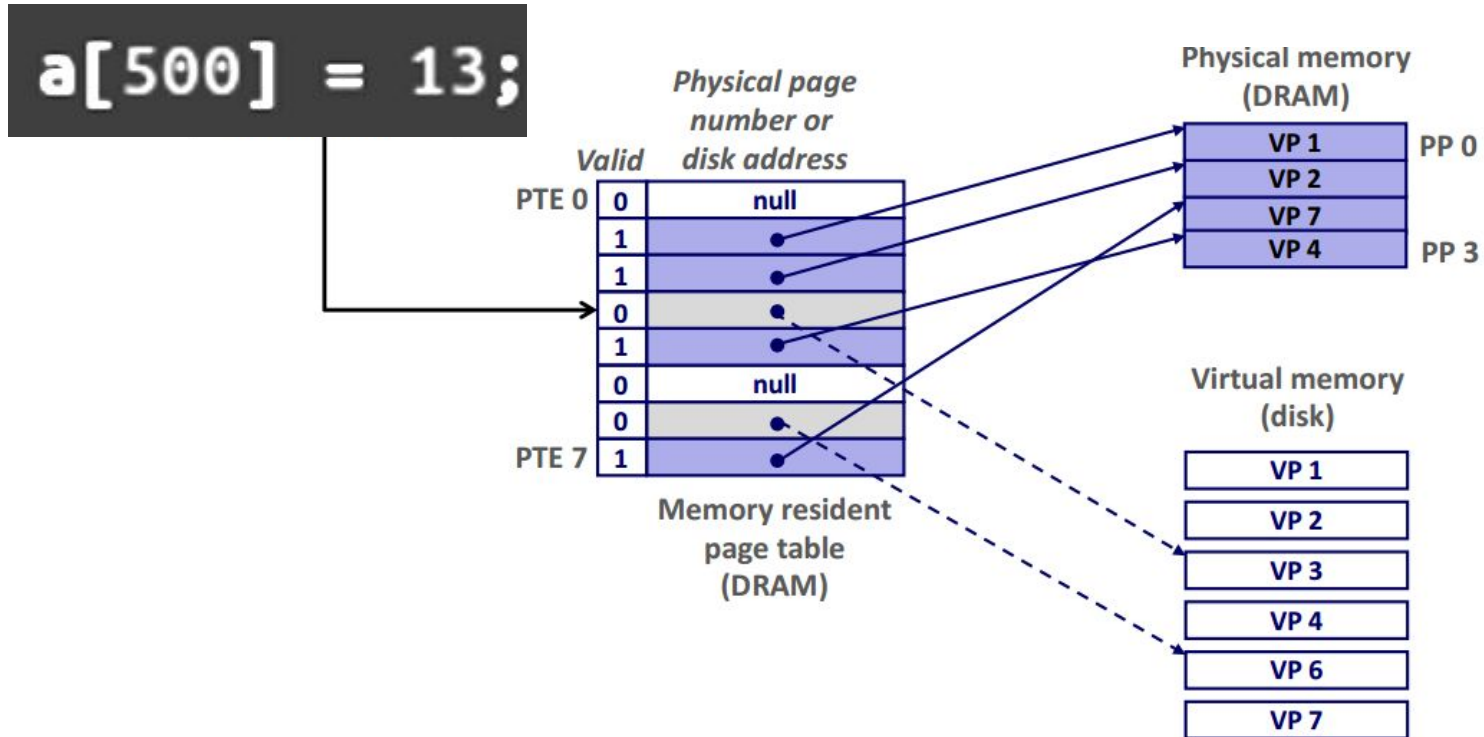 a[500] = 13;
Physical page
number or
disk address
Valid
PTE 0
0
null
1
1
0
1
0
null
0
PTE 7
1
Memory resident
page table
(DRAM)
Physical memory
(DRAM)
VP 1
PP 0
VP 2
VP 7
VP 4
PP 3
Virtual memory
(disk)
VP 1
VP 2
VP 3
VP 4
VP 6
VP 7